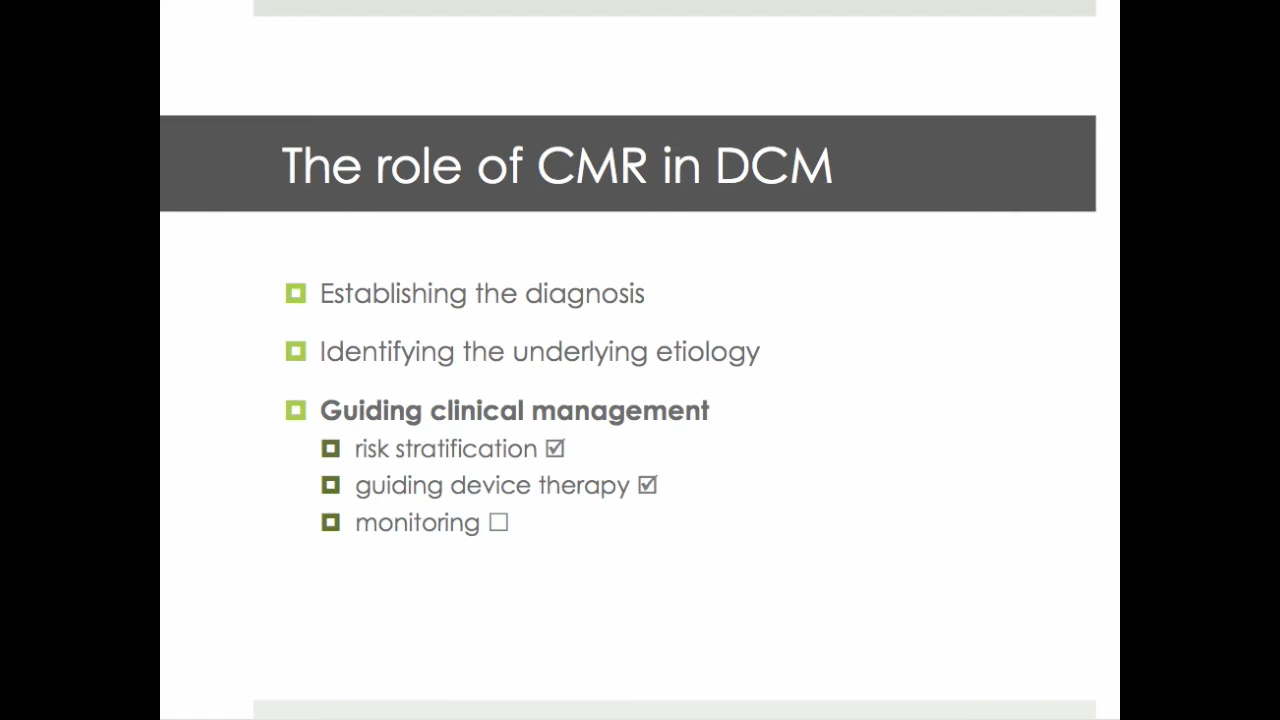 The role of CMR in DCM
Establishing the diagnosis
Identifying the underlying etiology
Guiding clinical management
risk stratification ☑
guiding device therapy ☑
monitoring ☐